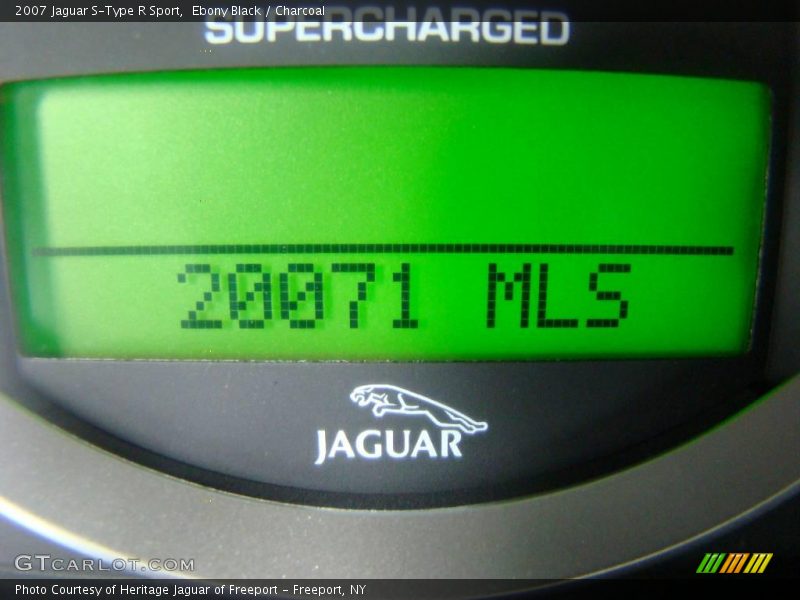 2007 Jaguar S-Type R Sport, Ebony Black / Charcoal
SUPERCHARGED
20071 MLS
JAGUAR
GTCARLOT.COM
Photo Courtesy of Heritage Jaguar of Freeport - Freeport, NY